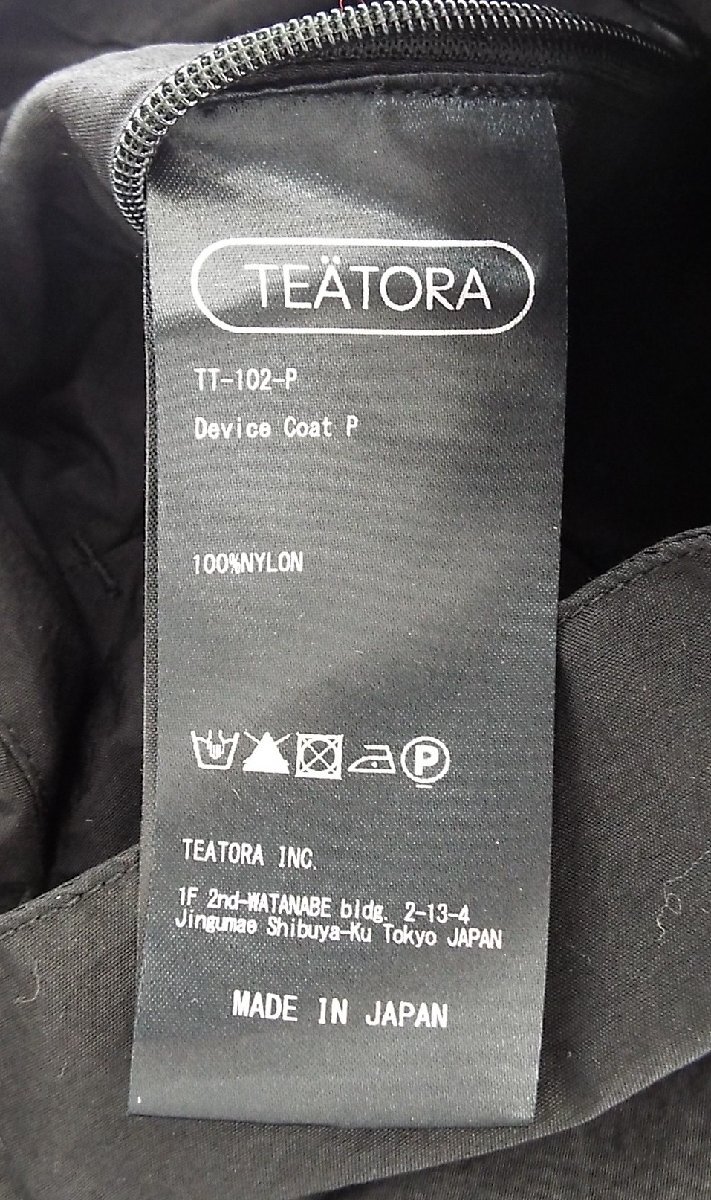 TEÄTORA
TT-102-P
Device Coat P
100%NYLON
P
TEATORA INC.
1F 2nd-WATANABE bldg. 2-13-4
Jingumae Shibuya-Ku Tokyo JAPAN
MADE IN JAPAN